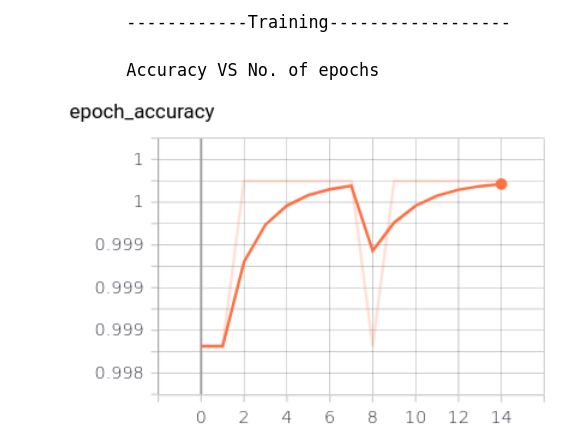 ------------Training------------------
Accuracy VS No. of epochs
epoch_accuracy
1
1
0.999
0.999
0.999
0.998
0 2 4 6 8 10 12 14